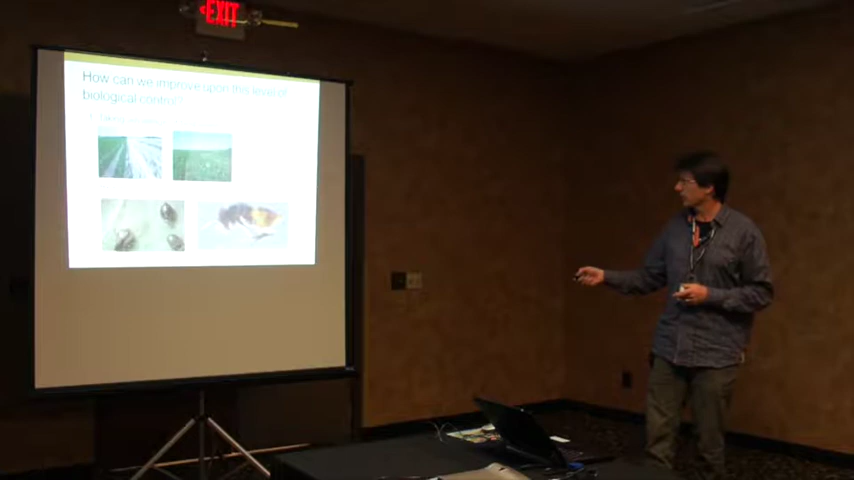 EXIT
How can we improve upon this level of
biological control?